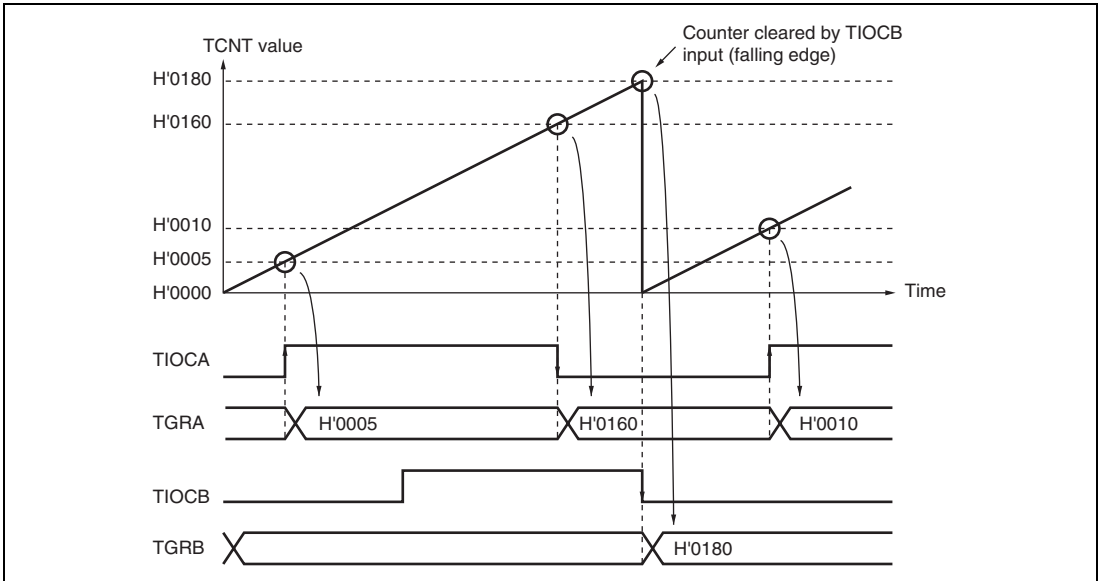 Counter cleared by TIOCB
input (falling edge)
TCNT value
H'0180
H'0160
H'0010
H'0005
H'0000
Time
TIOCA
TGRA
H'0005
H'0160
H'0010
TIOCB
TGRB
H'0180